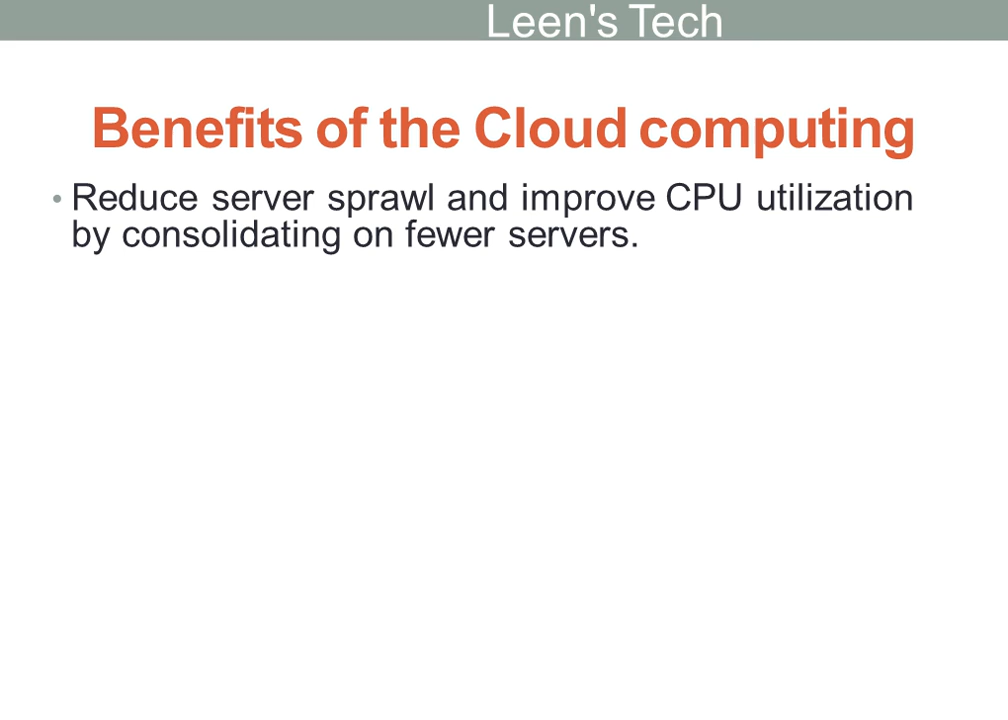 Leen's Tech
Benefits of the Cloud computing
• Reduce server sprawl and improve CPU utilization
by consolidating on fewer servers.